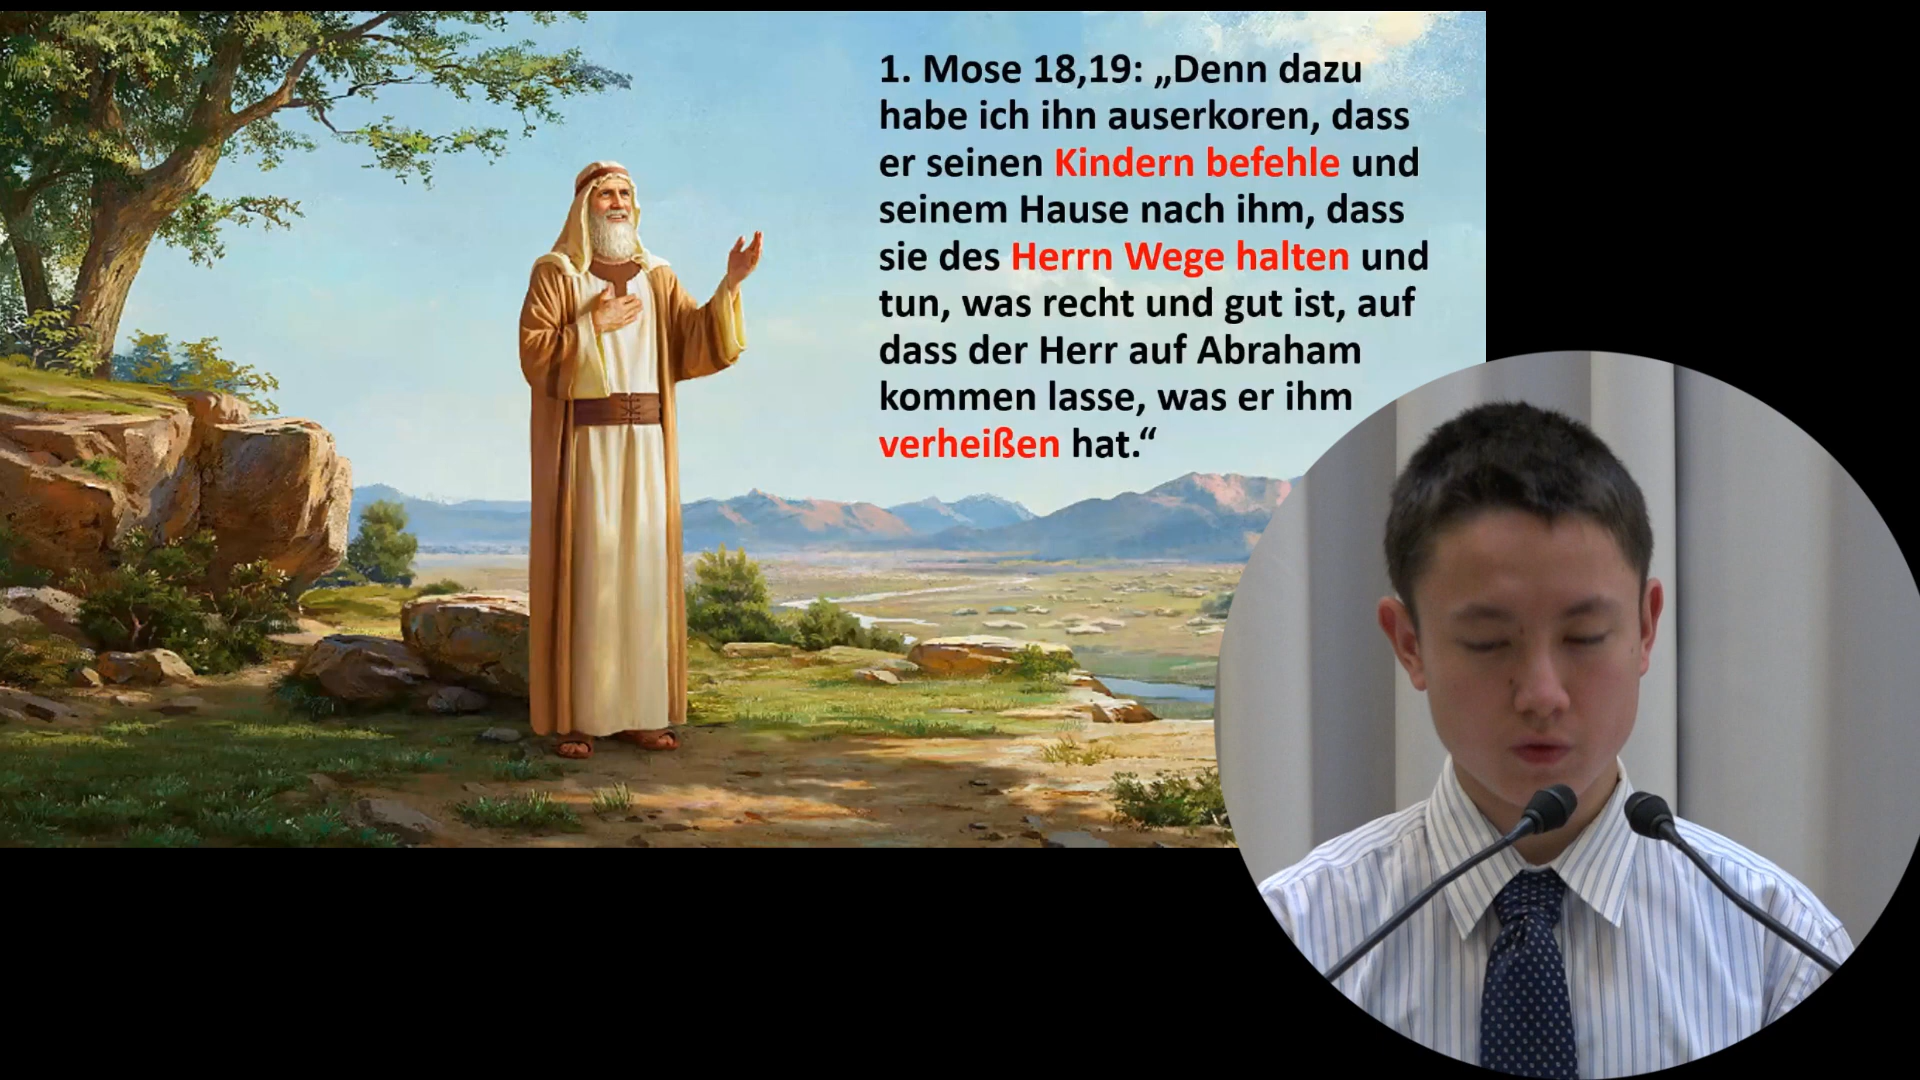 1. Mose 18,19: „Denn dazu
habe ich ihn auserkoren, dass
er seinen Kindern befehle und
seinem Hause nach ihm, dass
sie des Herrn Wege halten und
tun, was recht und gut ist, auf
dass der Herr auf Abraham
kommen lasse, was er ihm
verheißen hat.“